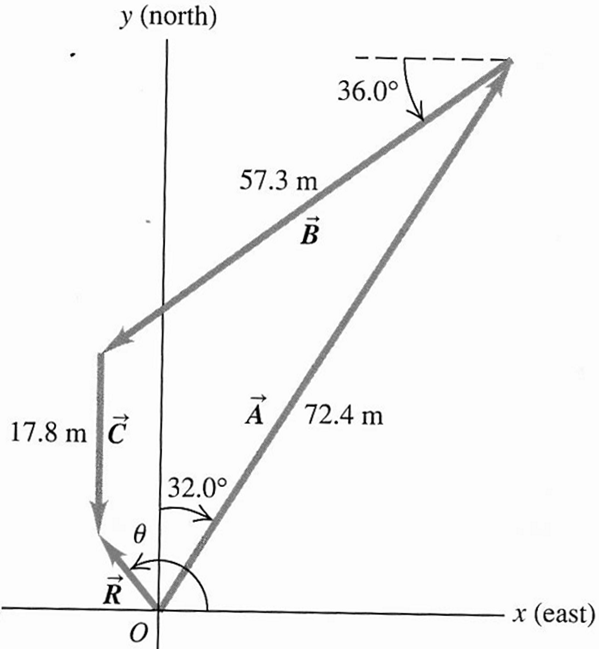 y (north)
36.0°
57.3 m
B⃗
A⃗ 72.4 m
17.8 m C⃗
32.0°
θ
R⃗
x (east)
O